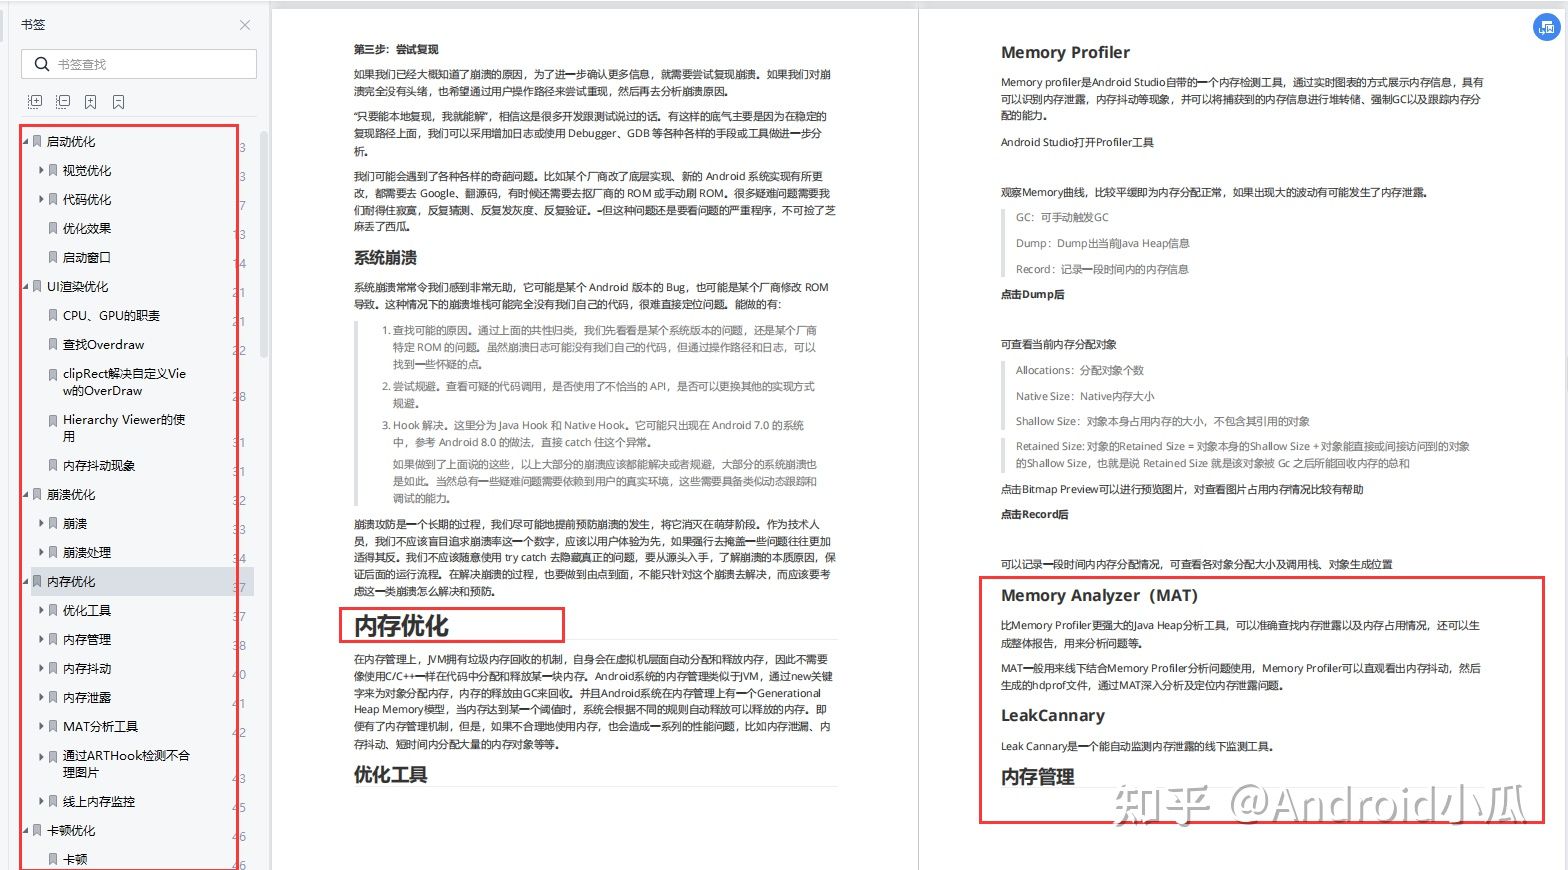 书签
书签查找
启动优化 3
视觉优化 3
代码优化 7
优化效果 13
启动窗口 14
UI渲染优化 21
CPU、GPU的职责 21
查找Overdraw 22
clipRect解决自定义Vie
w的OverDraw 28
Hierarchy Viewer的使
用 31
内存抖动现象 31
崩溃优化 32
崩溃 33
崩溃处理 34
内存优化 37
优化工具 37
内存管理 38
内存抖动 40
内存泄露 41
MAT分析工具 42
通过ARTHook检测不合
理图片 43
线上内存监控 45
卡顿优化 46
卡顿 46
第三步：尝试复现
如果我们已经大概知道了崩溃的原因，为了进一步确认更多信息，就需要尝试复现崩溃。如果我们对崩
溃完全没有头绪，也希望通过用户操作路径来尝试重现，然后再去分析崩溃原因。
“只要能本地复现，我就能解”，相信这是很多开发跟测试说过的话。有这样的底气主要是因为在稳定的
复现路径上面，我们可以采用增加日志或使用 Debugger、GDB 等各种各样的手段或工具做进一步分
析。
我们可能会遇到了各种各样的奇葩问题。比如某个厂商改了底层实现、新的 Android 系统实现有所更
改，都需要去 Google、翻源码，有时候还需要去抠厂商的 ROM 或手动刷 ROM。很多疑难问题需要我
们耐得住寂寞，反复猜测、反复发灰度、反复验证。–但这种问题还是要看问题的严重程序，不可捡了芝
麻丢了西瓜。
系统崩溃
系统崩溃常常令我们感到非常无助，它可能是某个 Android 版本的 Bug，也可能是某个厂商修改 ROM
导致。这种情况下的崩溃堆栈可能完全没有我们自己的代码，很难直接定位问题。能做的有：
1. 查找可能的原因。通过上面的共性归类，我们先看看是某个系统版本的问题，还是某个厂商
特定 ROM 的问题。虽然崩溃日志可能没有我们自己的代码，但通过操作路径和日志，可以
找到一些怀疑的点。
2. 尝试规避。查看可疑的代码调用，是否使用了不恰当的 API，是否可以更换其他的实现方式
规避。
3. Hook 解决。这里分为 Java Hook 和 Native Hook。它可能只出现在 Android 7.0 的系统
中，参考 Android 8.0 的做法，直接 catch 住这个异常。
如果做到了上面说的这些，以上大部分的崩溃应该都能解决或者规避，大部分的系统崩溃也
是如此。当然总有一些疑难问题需要依赖到用户的真实环境，这些需要具备类似动态跟踪和
调试的能力。
崩溃攻防是一个长期的过程，我们尽可能地提前预防崩溃的发生，将它消灭在萌芽阶段。作为技术人
员，我们不应该盲目追求崩溃率这一个数字，应该以用户体验为先，如果强行去掩盖一些问题往往更加
适得其反。我们不应该随意使用 try catch 去隐藏真正的问题，要从源头入手，了解崩溃的本质原因，保
证后面的运行流程。在解决崩溃的过程，也要做到由点到面，不能只针对这个崩溃去解决，而应该要考
虑这一类崩溃怎么解决和预防。
内存优化
在内存管理上，JVM拥有垃圾内存回收的机制，自身会在虚拟机层面自动分配和释放内存，因此不需要
像使用C/C++一样在代码中分配和释放某一块内存。Android系统的内存管理类似于JVM，通过new关键
字来为对象分配内存，内存的释放由GC来回收。并且Android系统在内存管理上有一个Generational
Heap Memory模型，当内存达到某一个阈值时，系统会根据不同的规则自动释放可以释放的内存。即
便有了内存管理机制，但是，如果不合理地使用内存，也会造成一系列的性能问题，比如内存泄漏、内
存抖动、短时间内分配大量的内存对象等等。
优化工具
Memory Profiler
Memory profiler是Android Studio自带的一个内存检测工具，通过实时图表的方式展示内存信息，具有
可以识别内存泄露，内存抖动等现象，并可以将捕获到的内存信息进行堆转储、强制GC以及跟踪内存分
配的能力。
Android Studio打开Profiler工具
观察Memory曲线，比较平缓即为内存分配正常，如果出现大的波动有可能发生了内存泄露。
GC：可手动触发GC
Dump：Dump出当前Java Heap信息
Record：记录一段时间内的内存信息
点击Dump后
可查看当前内存分配对象
Allocations：分配对象个数
Native Size：Native内存大小
Shallow Size：对象本身占用内存的大小，不包含其引用的对象
Retained Size: 对象的Retained Size = 对象本身的Shallow Size + 对象能直接或间接访问到的对象
的Shallow Size，也就是说 Retained Size 就是该对象被 Gc 之后所能回收内存的总和
点击Bitmap Preview可以进行预览图片，对查看图片占用内存情况比较有帮助
点击Record后
可以记录一段时间内内存分配情况，可查看各对象分配大小及调用栈、对象生成位置
Memory Analyzer（MAT）
比Memory Profiler更强大的Java Heap分析工具，可以准确查找内存泄露以及内存占用情况，还可以生
成整体报告，用来分析问题等。
MAT一般用来线下结合Memory Profiler分析问题使用，Memory Profiler可以直观看出内存抖动，然后
生成的hdprof文件，通过MAT深入分析及定位内存泄露问题。
LeakCannary
Leak Cannary是一个能自动监测内存泄露的线下监测工具。
内存管理
知乎 @Android小瓜